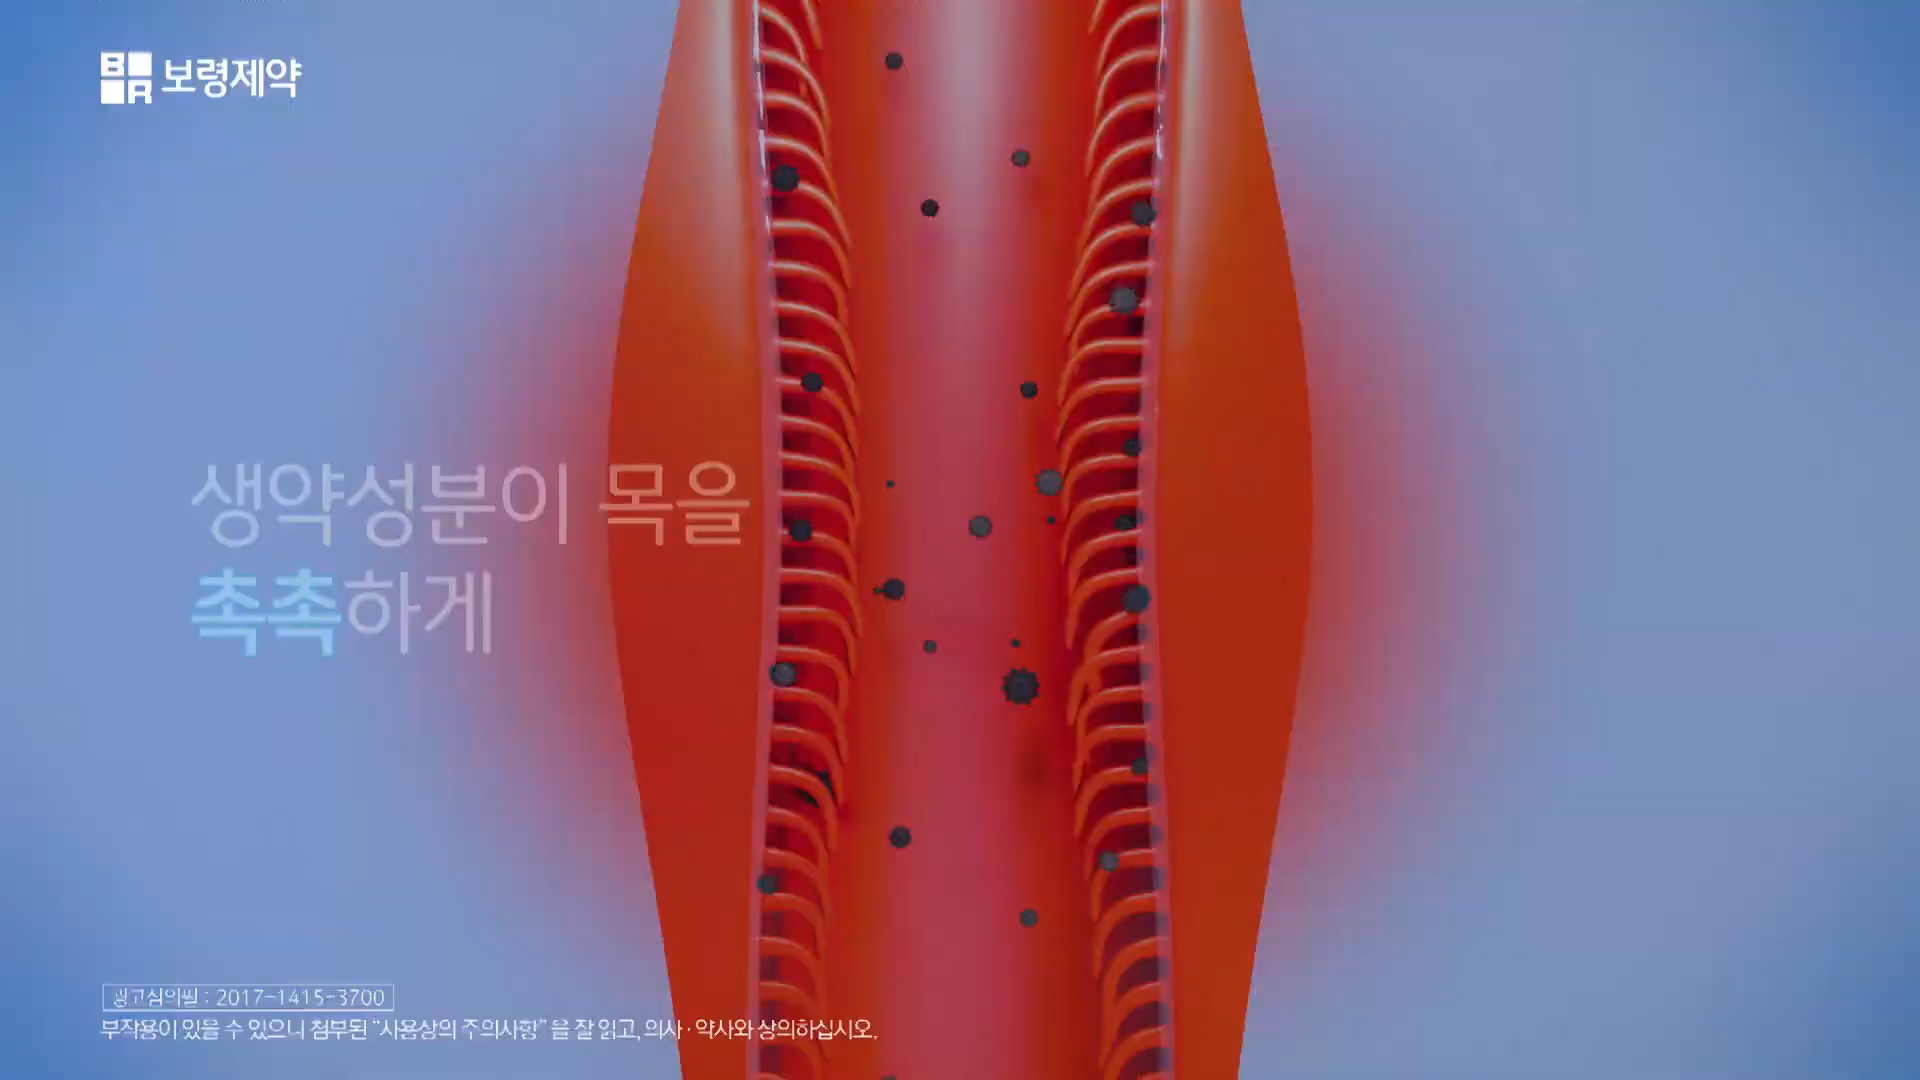 BR 보령제약
생약성분이 목을
촉촉하게
광고심의필 : 2017-1415-3700
부작용이 있을 수 있으니 첨부된 “사용상의 주의사항” 을 잘 읽고, 의사 · 약사와 상의하십시오.